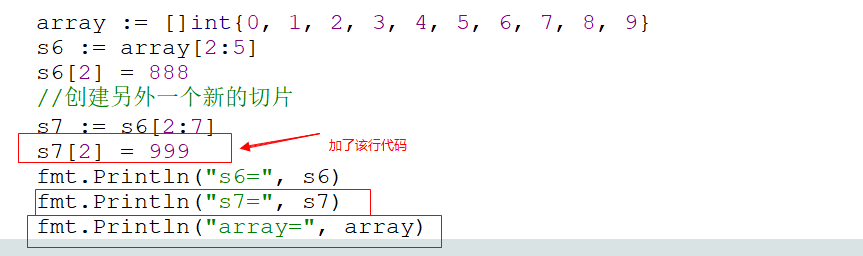 array := []int{0, 1, 2, 3, 4, 5, 6, 7, 8, 9}
s6 := array[2:5]
s6[2] = 888
//创建另外一个新的切片
s7 := s6[2:7]
s7[2] = 999
加了该行代码
fmt.Println("s6=", s6)
fmt.Println("s7=", s7)
fmt.Println("array=", array)